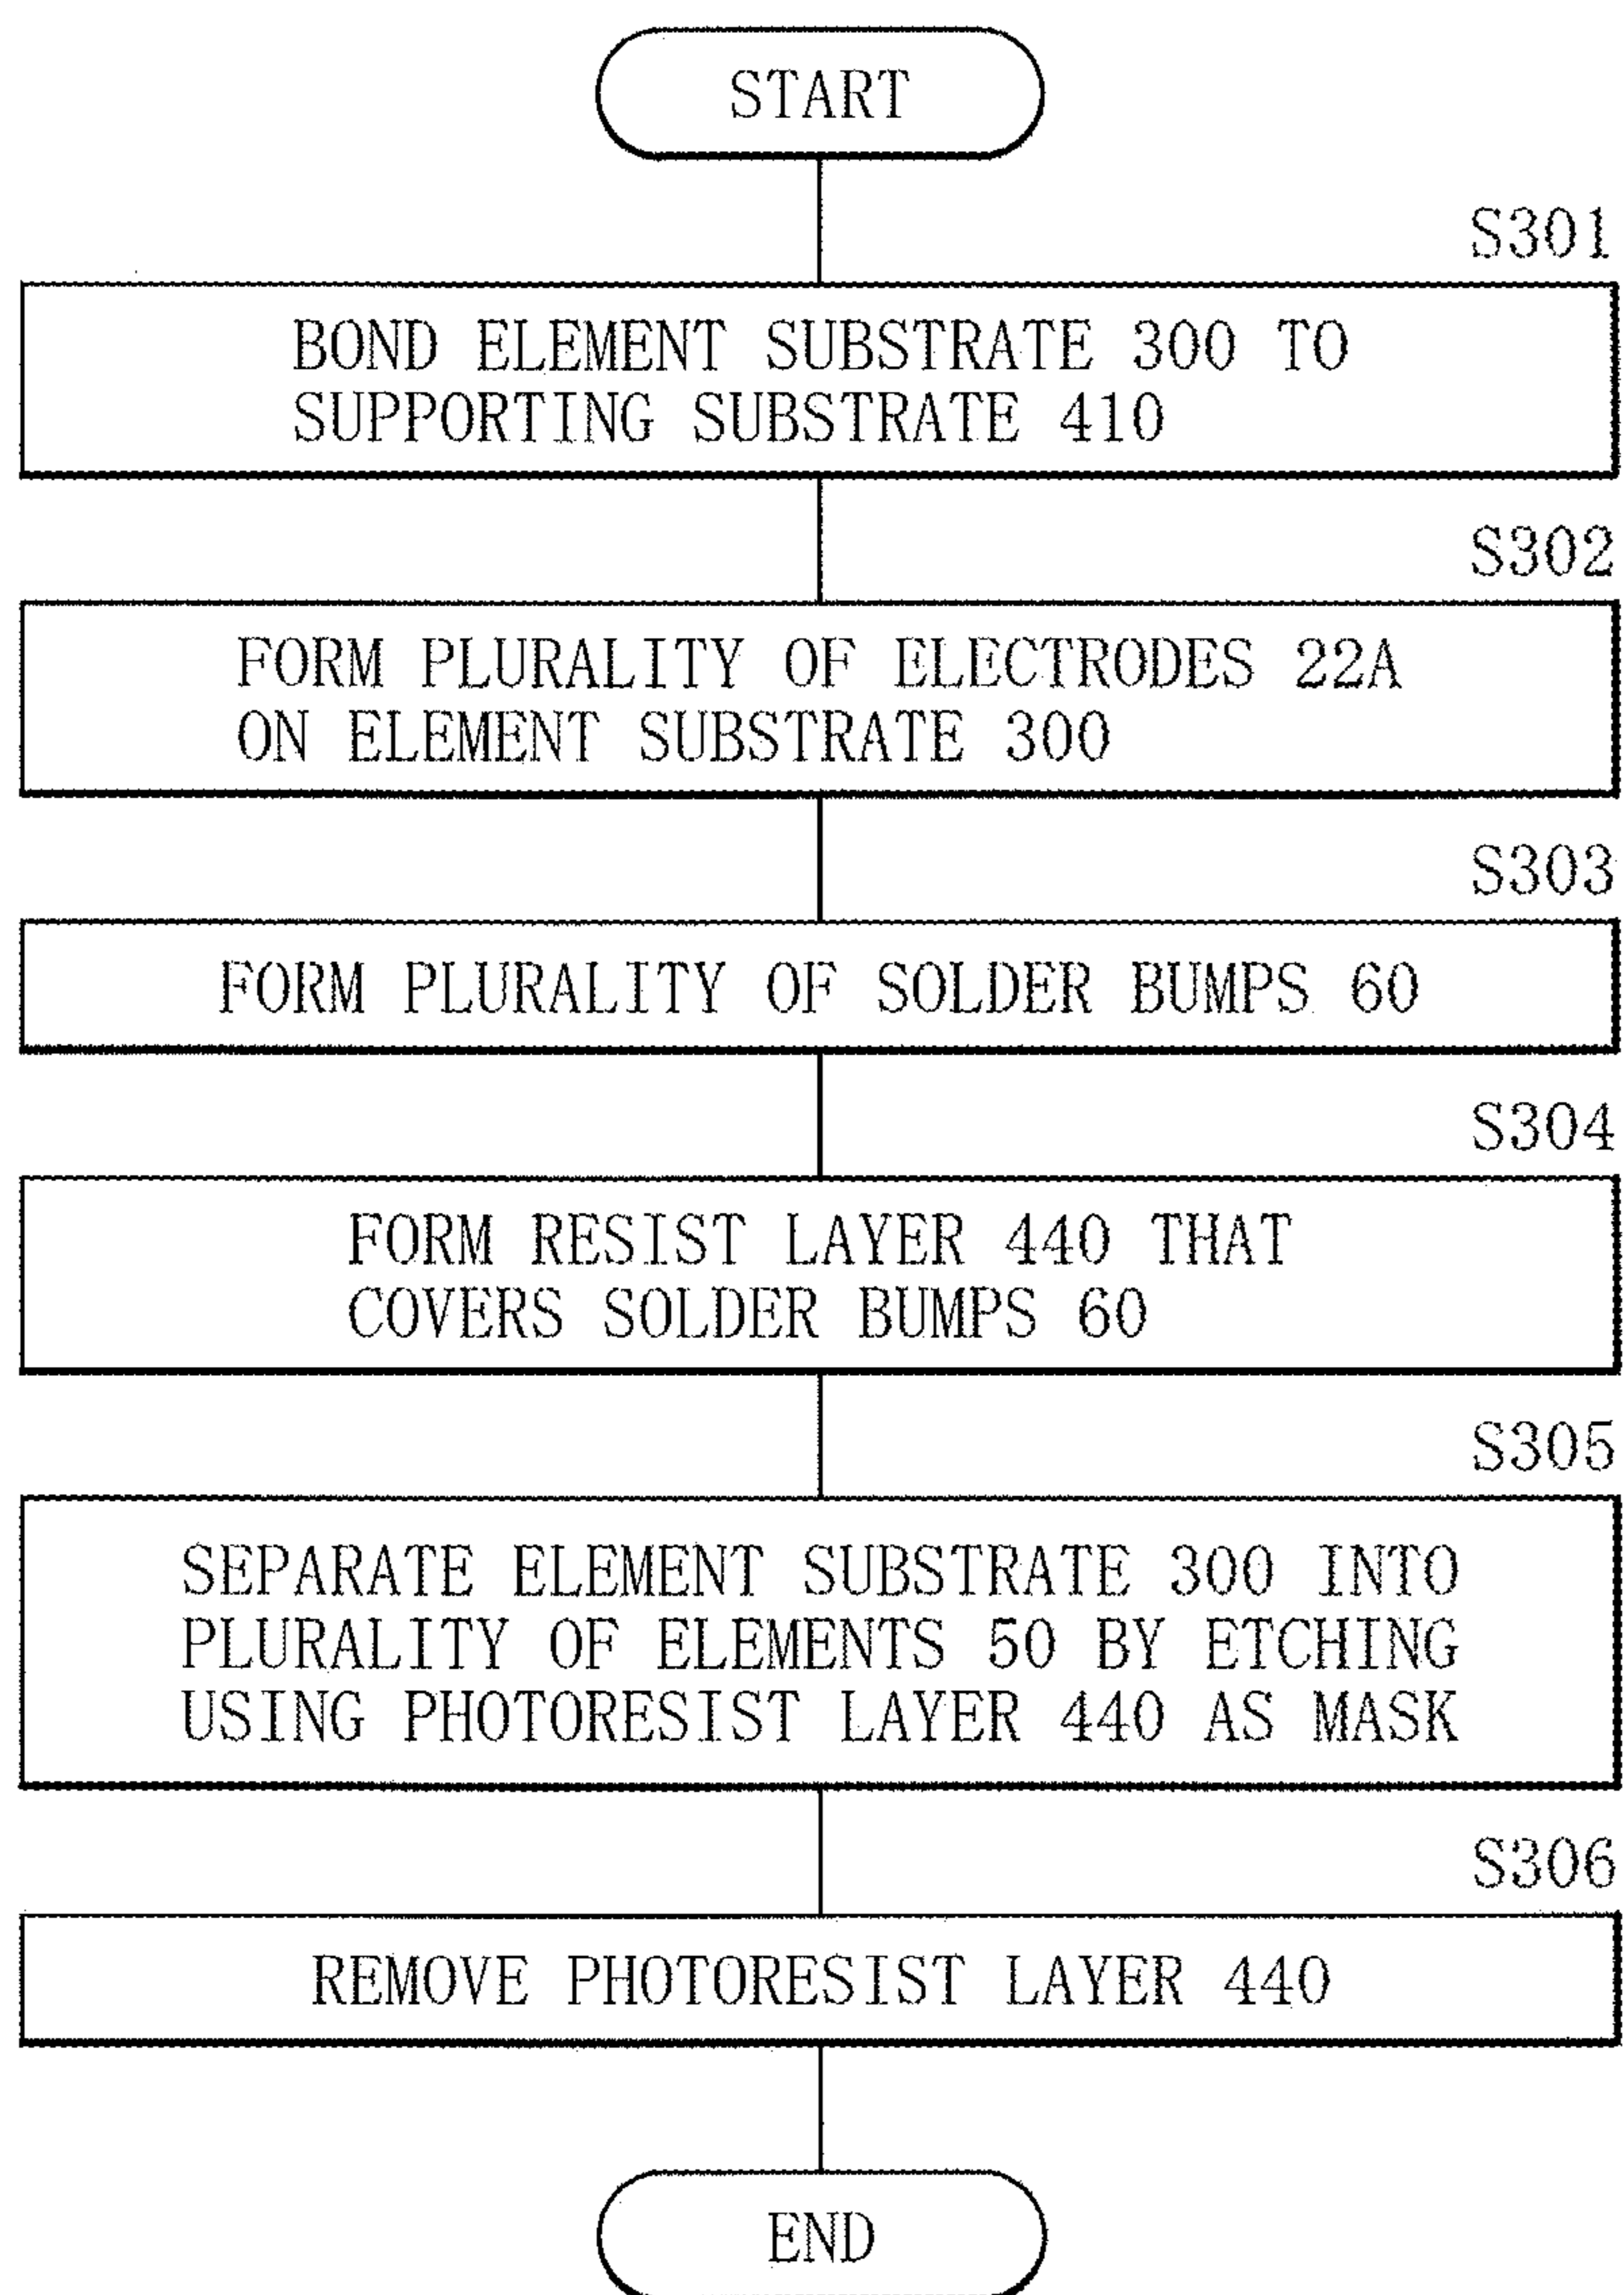 START
S301
BOND ELEMENT SUBSTRATE 300 TO
SUPPORTING SUBSTRATE 410
S302
FORM PLURALITY OF ELECTRODES 22A
ON ELEMENT SUBSTRATE 300
S303
FORM PLURALITY OF SOLDER BUMPS 60
S304
FORM RESIST LAYER 440 THAT
COVERS SOLDER BUMPS 60
S305
SEPARATE ELEMENT SUBSTRATE 300 INTO
PLURALITY OF ELEMENTS 50 BY ETCHING
USING PHOTORESIST LAYER 440 AS MASK
S306
REMOVE PHOTORESIST LAYER 440
END